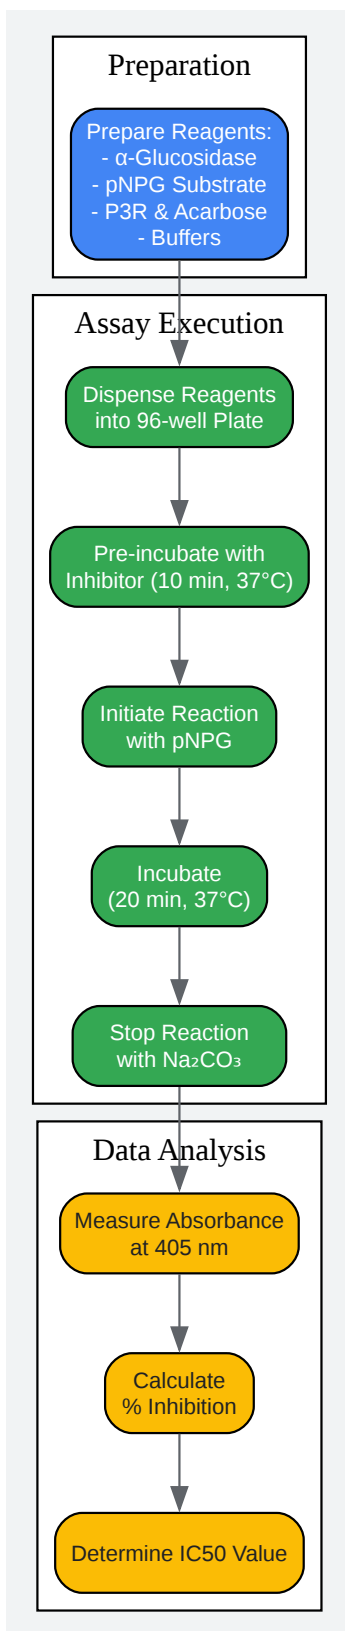 Preparation
Prepare Reagents:
- α-Glucosidase
- pNPG Substrate
- P3R & Acarbose
- Buffers
Assay Execution
Dispense Reagents
into 96-well Plate
Pre-incubate with
Inhibitor (10 min, 37°C)
Initiate Reaction
with pNPG
Incubate
(20 min, 37°C)
Stop Reaction
with Na₂CO₃
Data Analysis
Measure Absorbance
at 405 nm
Calculate
% Inhibition
Determine IC50 Value